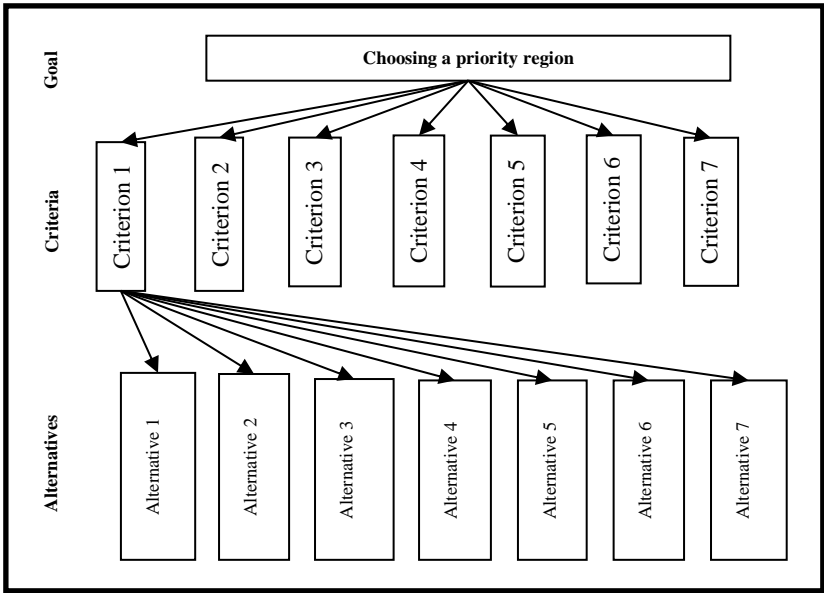 Goal
Choosing a priority region
Criteria
Criterion 1
Criterion 2
Criterion 3
Criterion 4
Criterion 5
Criterion 6
Criterion 7
Alternatives
Alternative 1
Alternative 2
Alternative 3
Alternative 4
Alternative 5
Alternative 6
Alternative 7